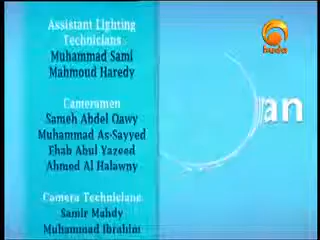 Assistant Lighting
Technicians
Muhammad Sami
Mahmoud Haredy
Cameramen
Sameh Abdel Qawy
Muhammad As-Sayyed
Ehab Abul Yazeed
Ahmed Al Halawny
Camera Technicians
Samir Mahdy
Muhammad Ibrahim
huda
an